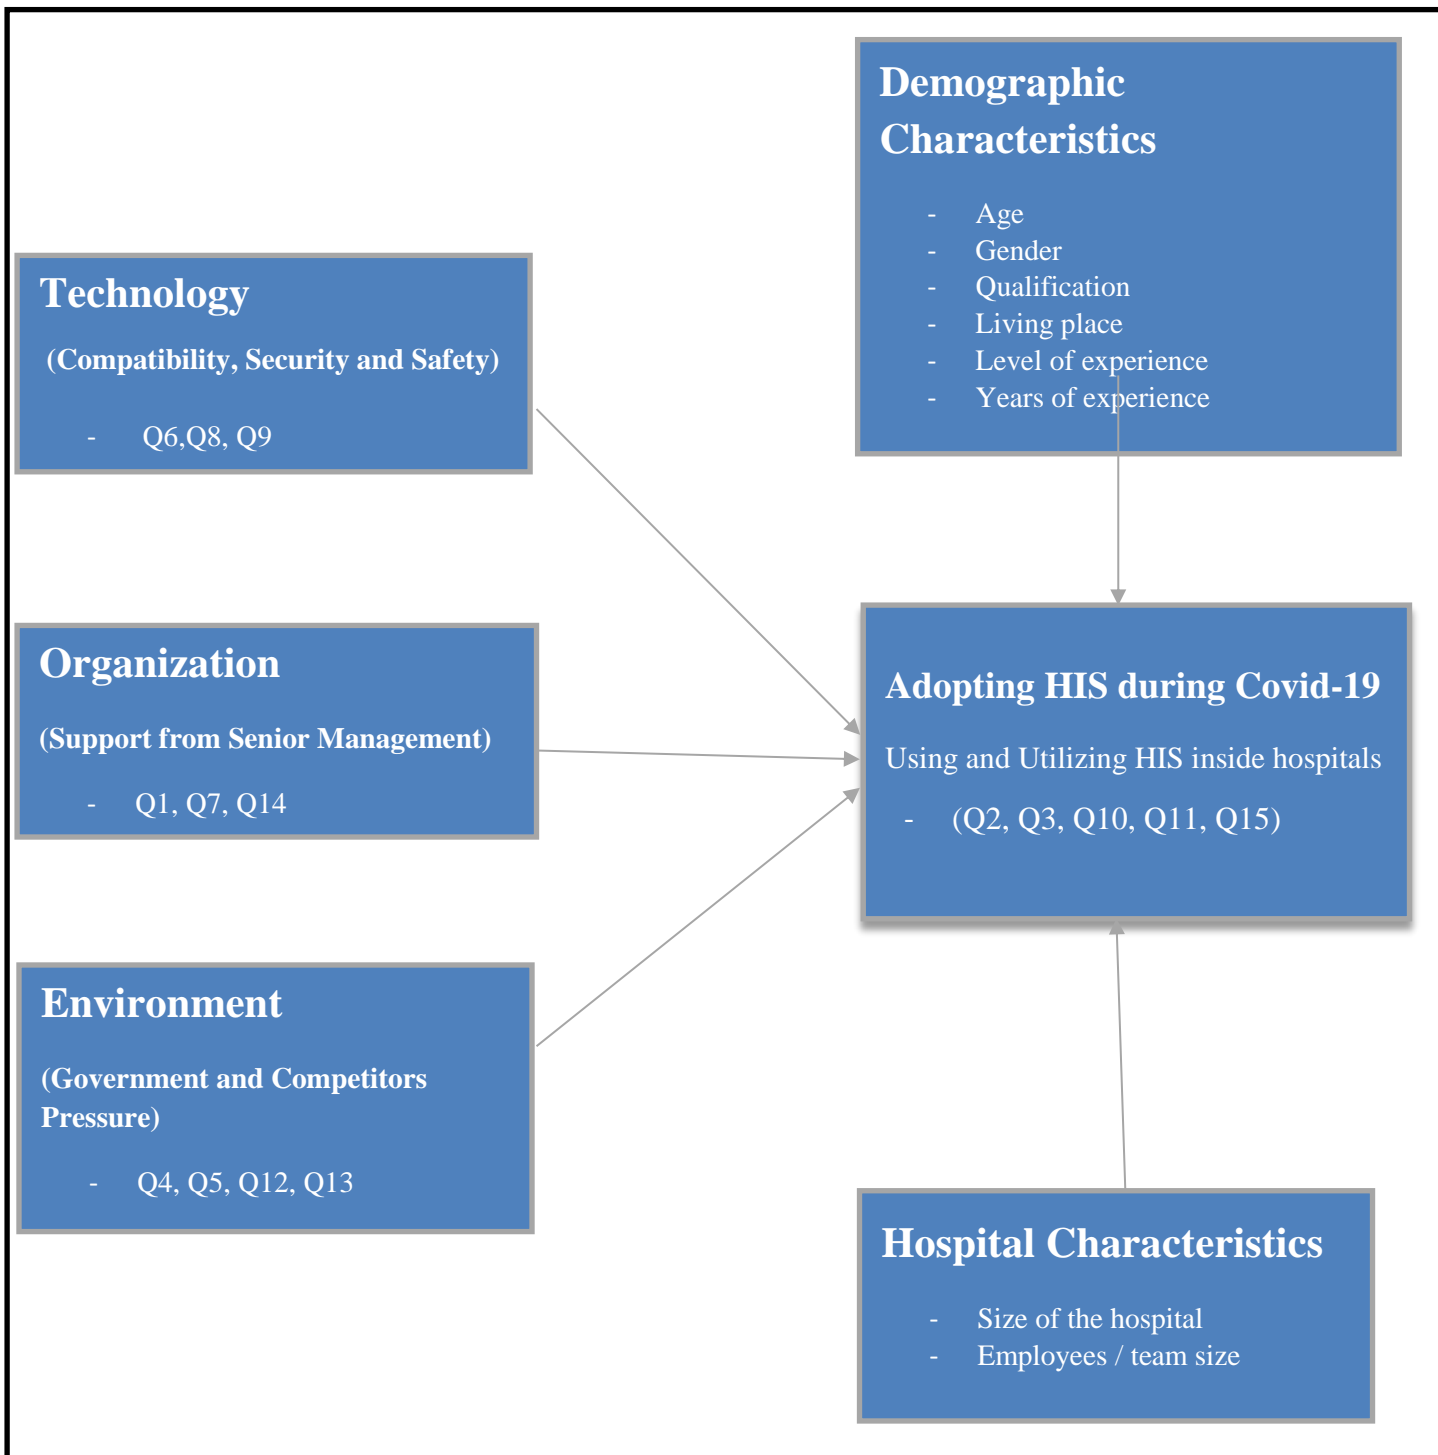 Demographic
Characteristics
- Age
- Gender
- Qualification
- Living place
- Level of experience
- Years of experience
Technology
(Compatibility, Security and Safety)
- Q6,Q8, Q9
Organization
(Support from Senior Management)
- Q1, Q7, Q14
Adopting HIS during Covid-19
Using and Utilizing HIS inside hospitals
- (Q2, Q3, Q10, Q11, Q15)
Environment
(Government and Competitors
Pressure)
- Q4, Q5, Q12, Q13
Hospital Characteristics
- Size of the hospital
- Employees / team size